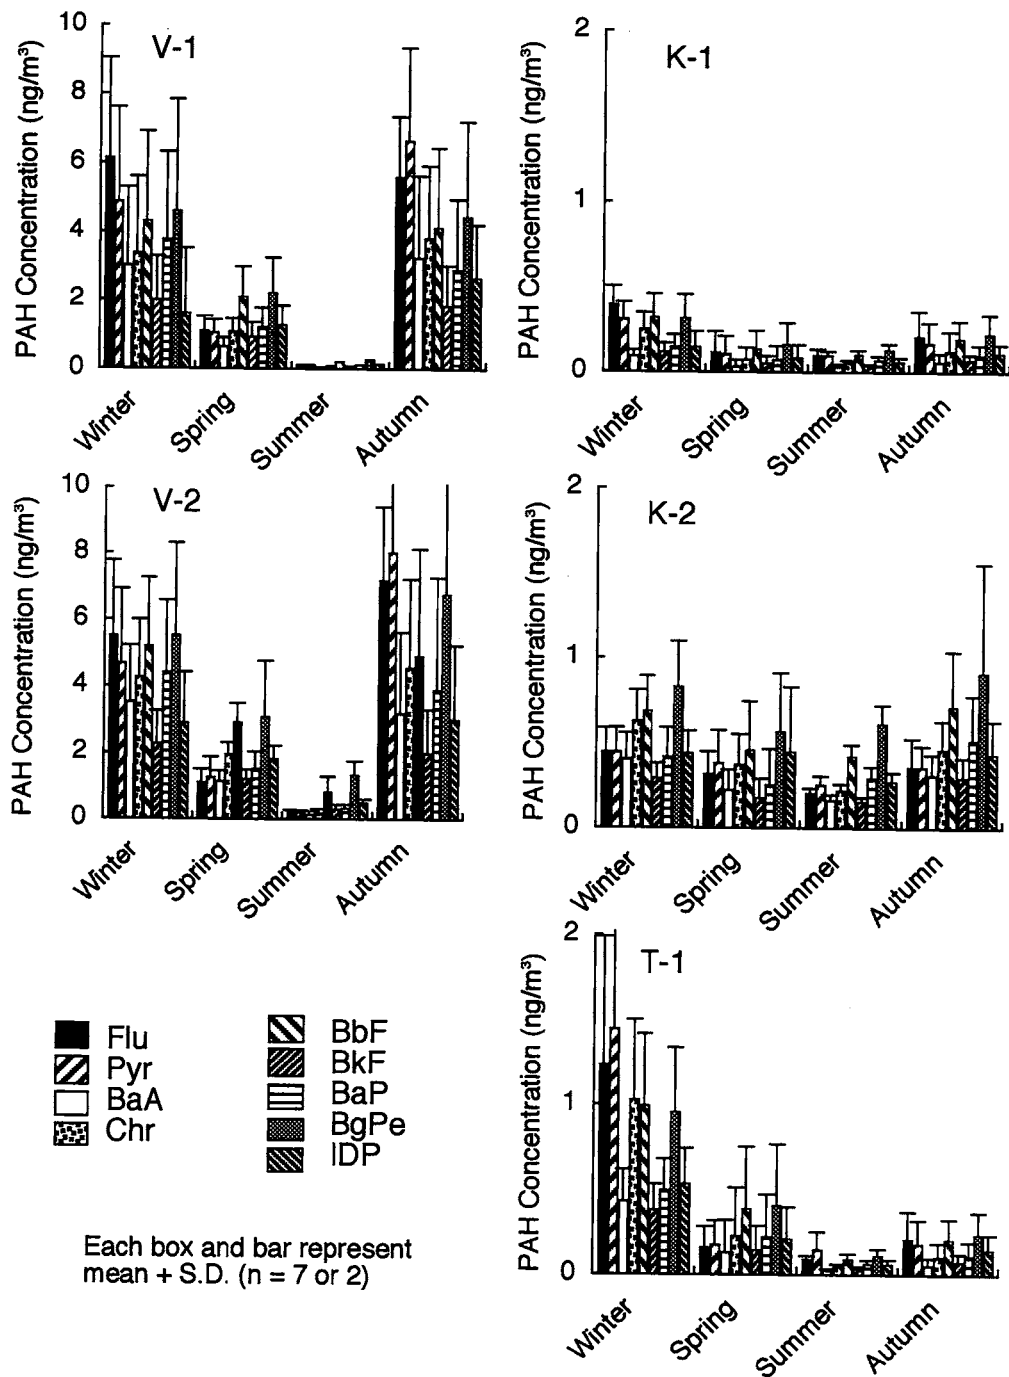 V-1
PAH Concentration (ng/m³)
10
8
6
4
2
0
Winter
Spring
Summer
Autumn
K-1
PAH Concentration (ng/m³)
2
1
0
Winter
Spring
Summer
Autumn
V-2
PAH Concentration (ng/m³)
10
8
6
4
2
0
Winter
Spring
Summer
Autumn
K-2
PAH Concentration (ng/m³)
2
1
0
Winter
Spring
Summer
Autumn
T-1
PAH Concentration (ng/m³)
2
1
0
Winter
Spring
Summer
Autumn
Flu
Pyr
BaA
Chr
BbF
BkF
BaP
BgPe
IDP
Each box and bar represent
mean + S.D. (n = 7 or 2)